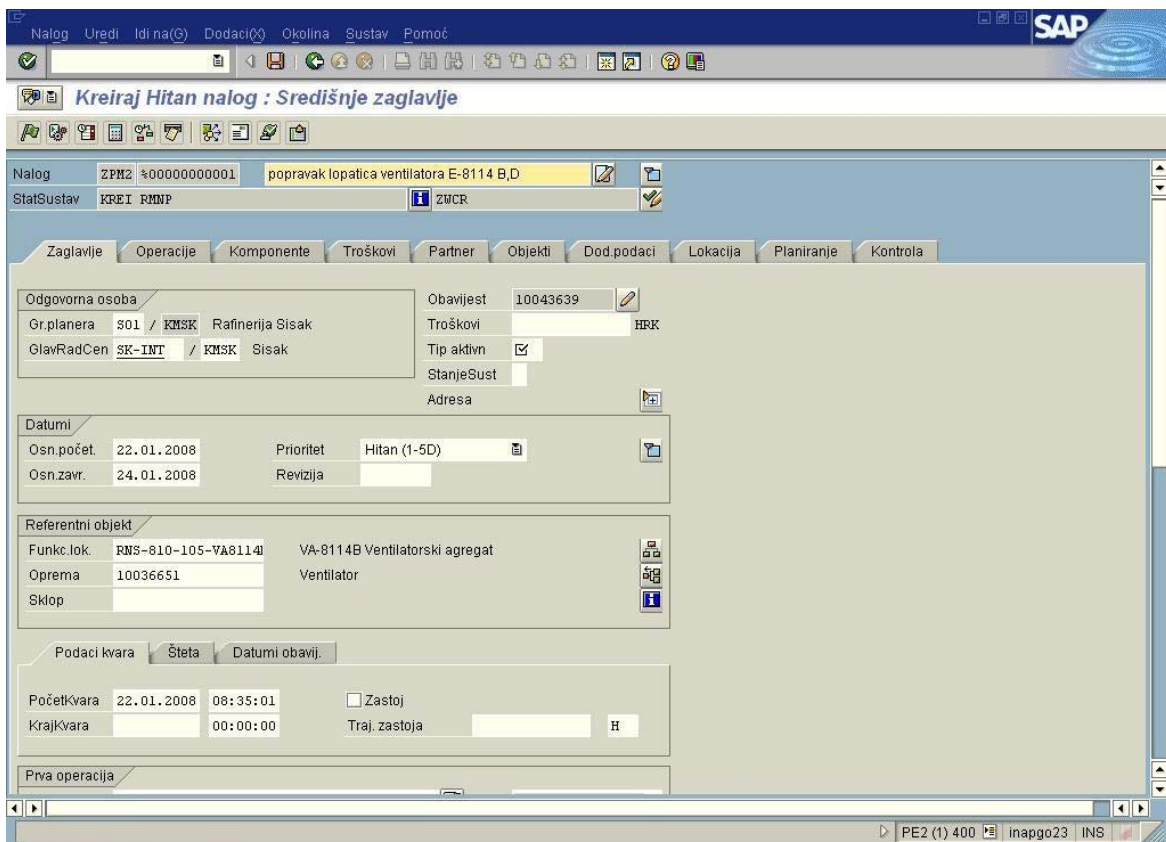 Nalog Uredi Idi na(G) Dodaci(X) Okolina Sustav Pomoć
SAP
Kreiraj Hitan nalog : Središnje zaglavlje
Nalog ZPM2 %00000000001 popravak lopatica ventilatora E-8114 B,D
StatSustav KREI RMNP ZWCR
Zaglavlje Operacije Komponente Troškovi Partner Objekti Dod.podaci Lokacija Planiranje Kontrola
Odgovorna osoba
Gr.planera S01 / KMSK Rafinerija Sisak
GlavRadCen SK-INT / KMSK Sisak
Obavijest 10043639
Troškovi HRK
Tip aktivn
StanjeSust
Adresa
Datumi
Osn.počet. 22.01.2008 Prioritet Hitan (1-5D)
Osn.zavr. 24.01.2008 Revizija
Referentni objekt
Funkc.lok. RNS-810-105-VA8114 VA-8114B Ventilatorski agregat
Oprema 10036651 Ventilator
Sklop
Podaci kvara Šteta Datumi obavij.
PočetKvara 22.01.2008 08:35:01 Zastoj
KrajKvara 00:00:00 Traj. zastoja H
Prva operacija
PE2 (1) 400 inapgo23 INS